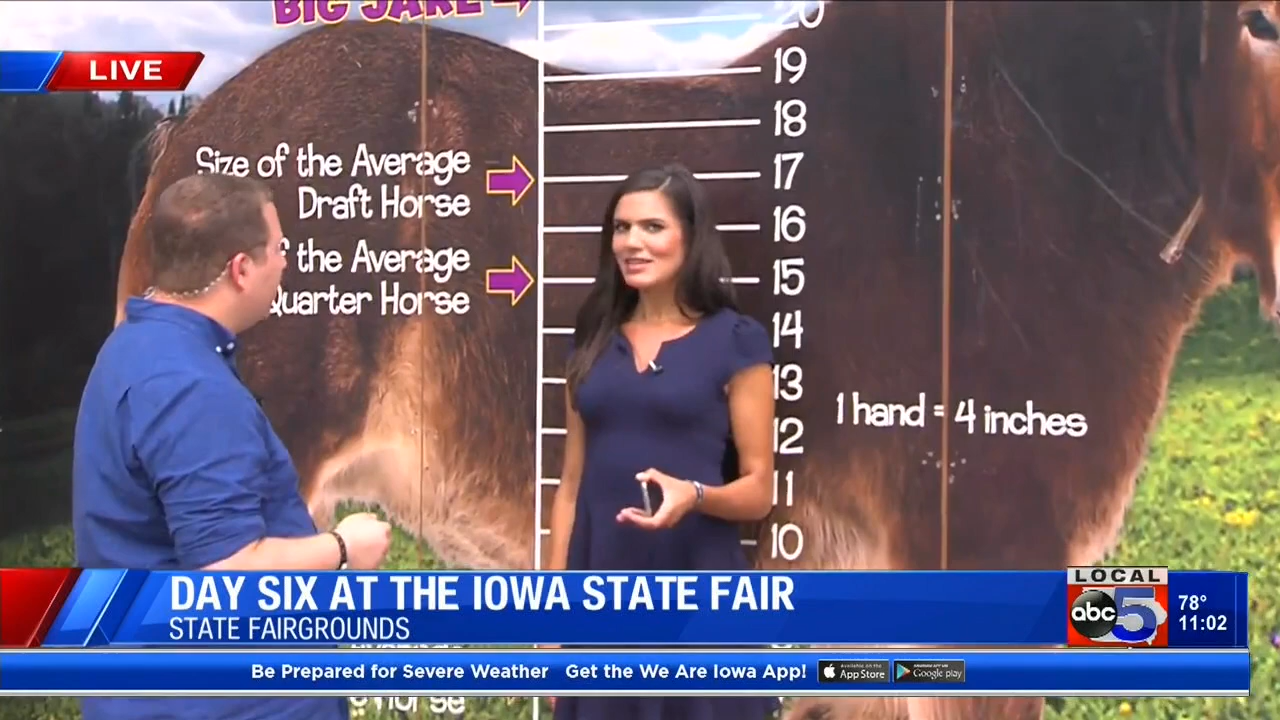 BIG JAKE
LIVE
Size of the Average
Draft Horse
f the Average
Quarter Horse
20
19
18
17
16
15
14
13
12
11
10
1 hand = 4 inches
DAY SIX AT THE IOWA STATE FAIR
STATE FAIRGROUNDS
LOCAL
abc 5
78°
11:02
Be Prepared for Severe Weather Get the We Are Iowa App!
App Store
Google play